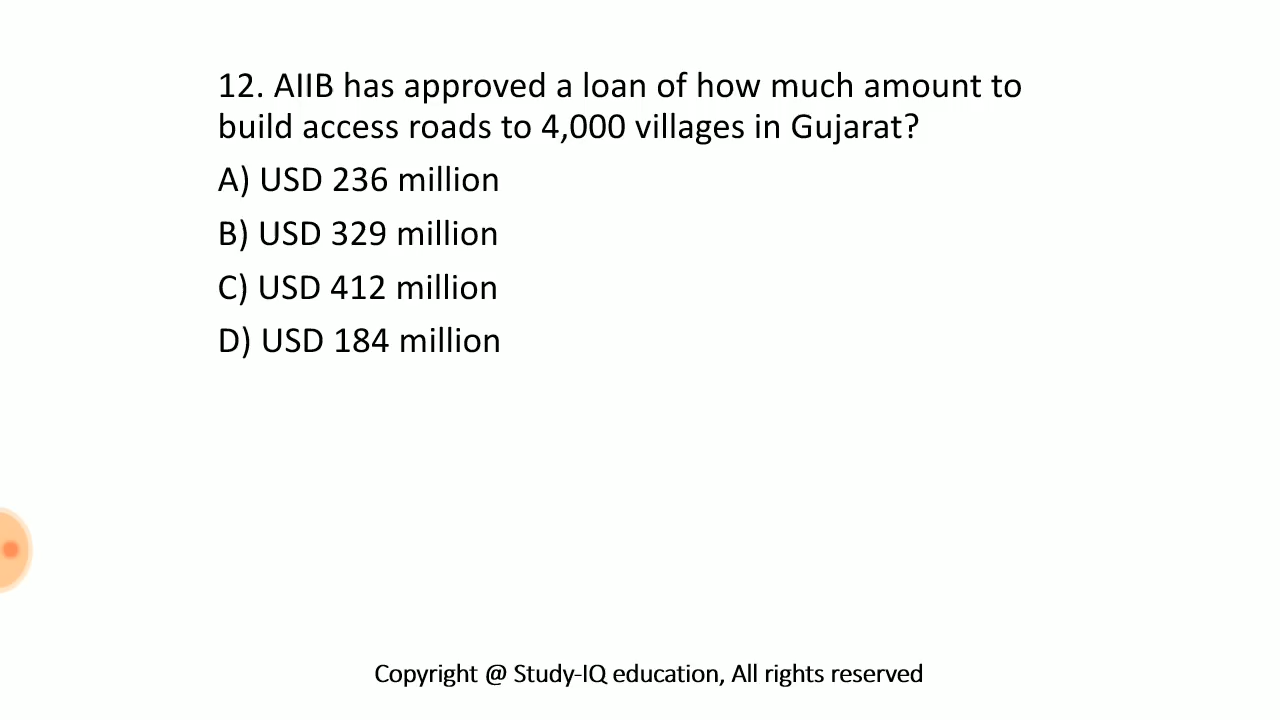 12. AIIB has approved a loan of how much amount to
build access roads to 4,000 villages in Gujarat?
A) USD 236 million
B) USD 329 million
C) USD 412 million
D) USD 184 million
Copyright @ Study-IQ education, All rights reserved